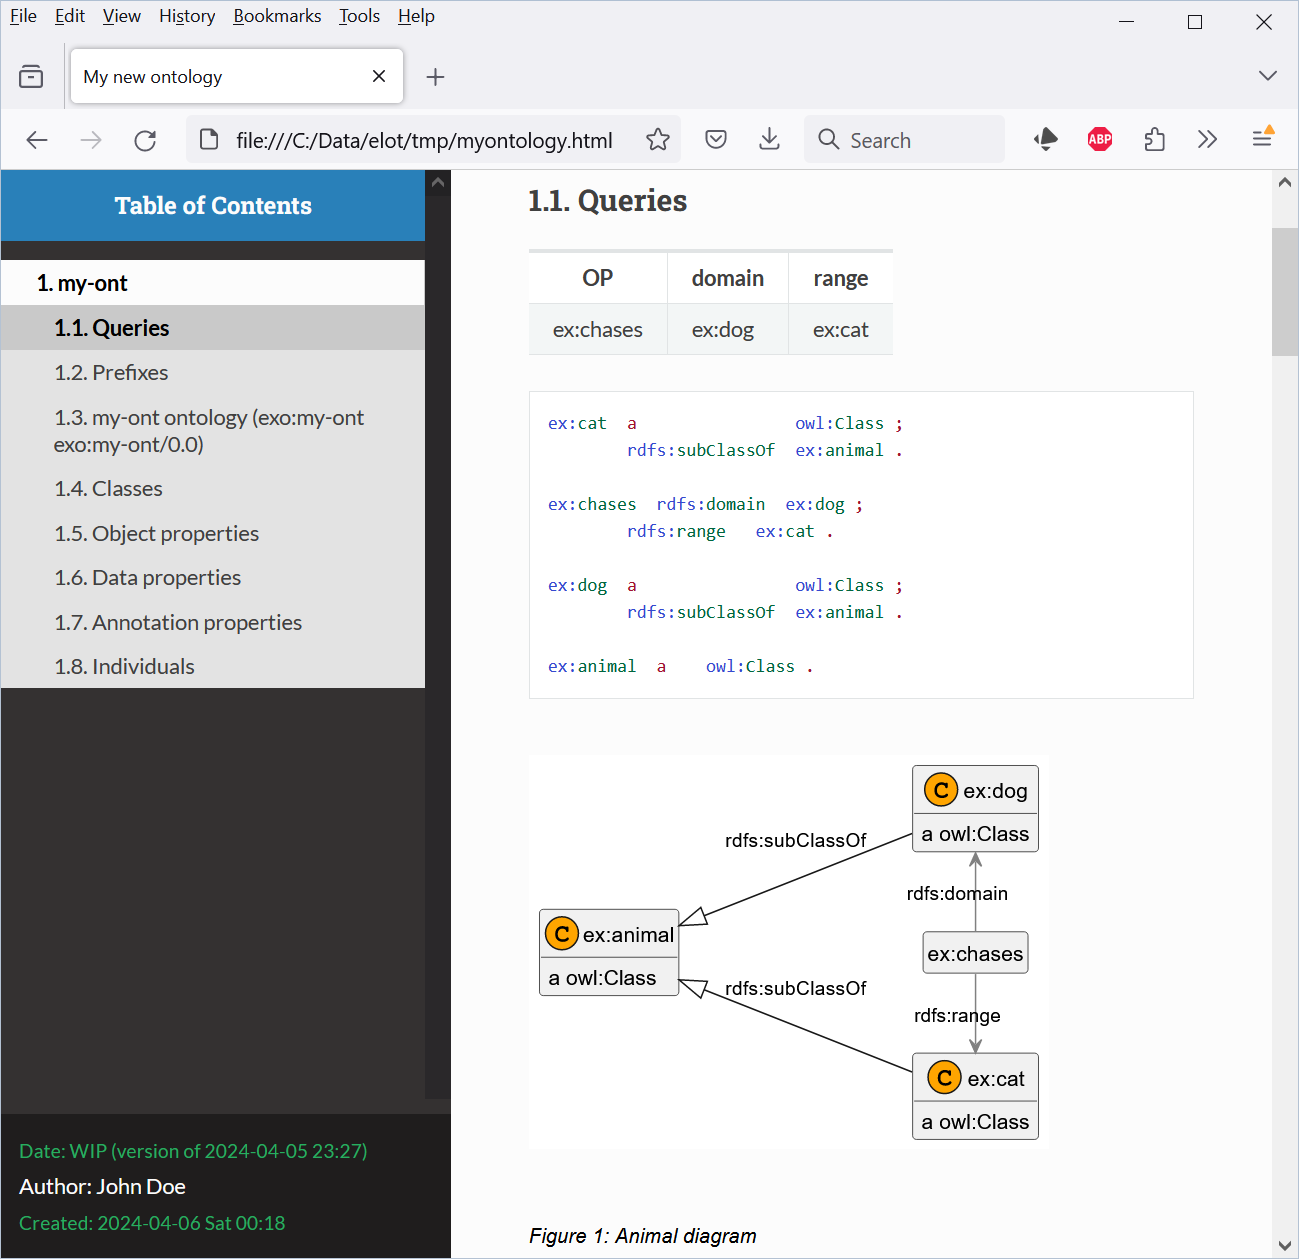 File Edit View History Bookmarks Tools Help
My new ontology
file:///C:/Data/elot/tmp/myontology.html
Search
ABP
Table of Contents
1. my-ont
1.1. Queries
1.2. Prefixes
1.3. my-ont ontology (exo:my-ont
exo:my-ont/0.0)
1.4. Classes
1.5. Object properties
1.6. Data properties
1.7. Annotation properties
1.8. Individuals
Date: WIP (version of 2024-04-05 23:27)
Author: John Doe
Created: 2024-04-06 Sat 00:18
1.1. Queries
OP domain range
ex:chases ex:dog ex:cat
ex:cat a owl:Class ;
rdfs:subClassOf ex:animal .
ex:chases rdfs:domain ex:dog ;
rdfs:range ex:cat .
ex:dog a owl:Class ;
rdfs:subClassOf ex:animal .
ex:animal a owl:Class .
C ex:dog
a owl:Class
rdfs:subClassOf
rdfs:domain
C ex:animal
a owl:Class
ex:chases
rdfs:subClassOf
rdfs:range
C ex:cat
a owl:Class
Figure 1: Animal diagram